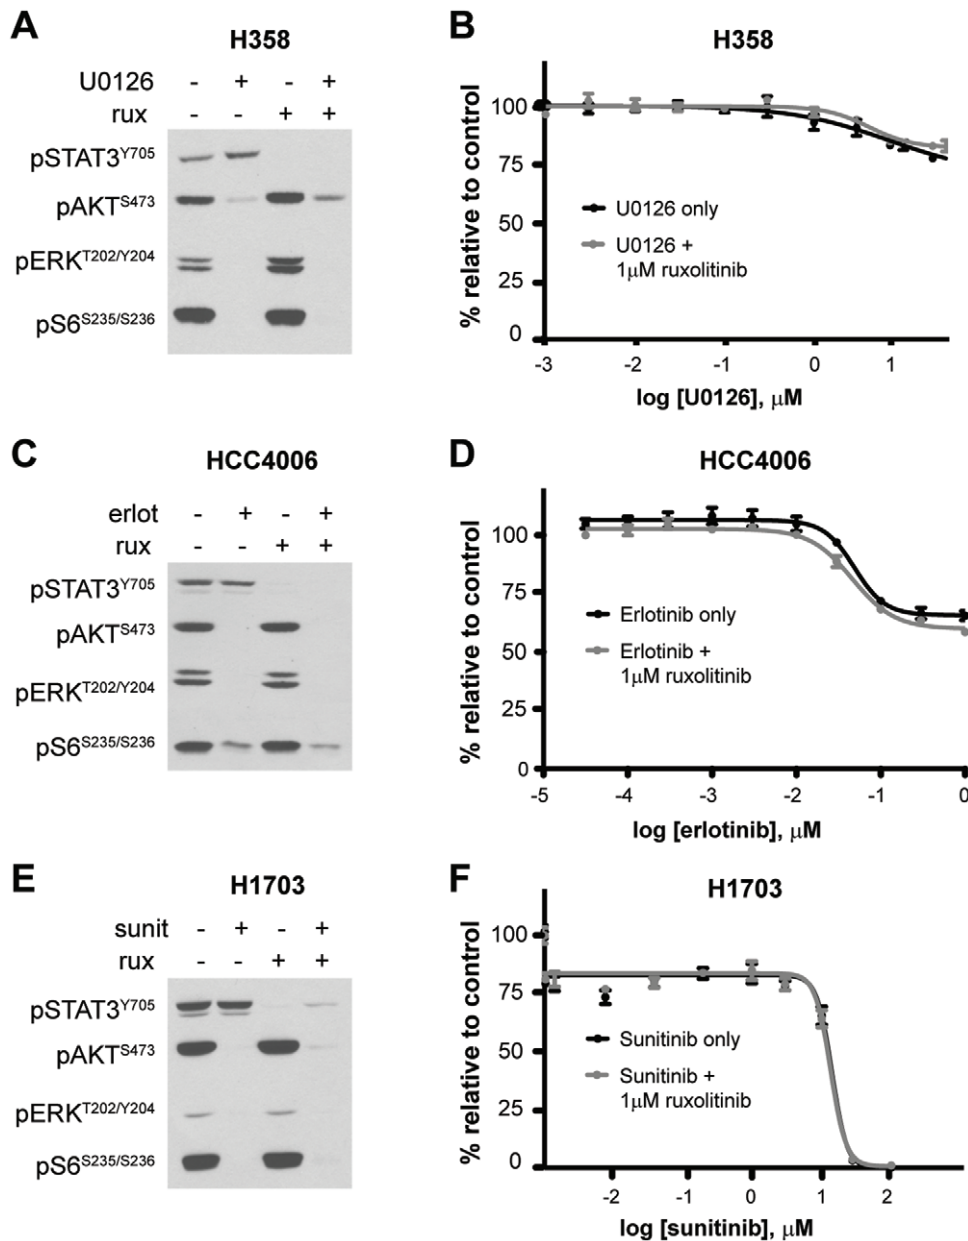 A
H358
U0126 - + - +
rux - - + +
pSTAT3Y705
pAKTS473
pERKT202/Y204
pS6S235/S236
B
H358
% relative to control
100
75
50
25
0
U0126 only
U0126 +
1μM ruxolitinib
-3 -2 -1 0 1
log [U0126], μM
C
HCC4006
erlot - + - +
rux - - + +
pSTAT3Y705
pAKTS473
pERKT202/Y204
pS6S235/S236
D
HCC4006
% relative to control
100
75
50
25
0
Erlotinib only
Erlotinib +
1μM ruxolitinib
-5 -4 -3 -2 -1 0
log [erlotinib], μM
E
H1703
sunit - + - +
rux - - + +
pSTAT3Y705
pAKTS473
pERKT202/Y204
pS6S235/S236
F
H1703
% relative to control
100
75
50
25
0
Sunitinib only
Sunitinib +
1μM ruxolitinib
-2 -1 0 1 2
log [sunitinib], μM